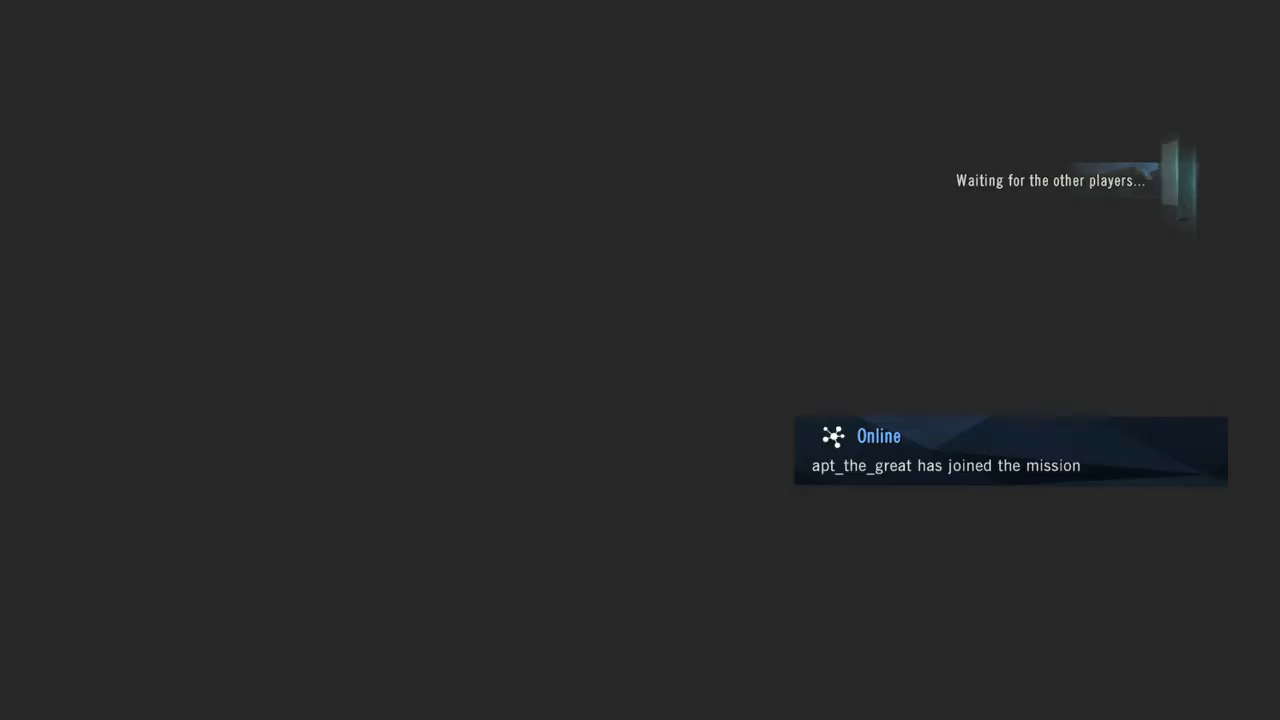 Waiting for the other players...
Online
apt_the_great has joined the mission